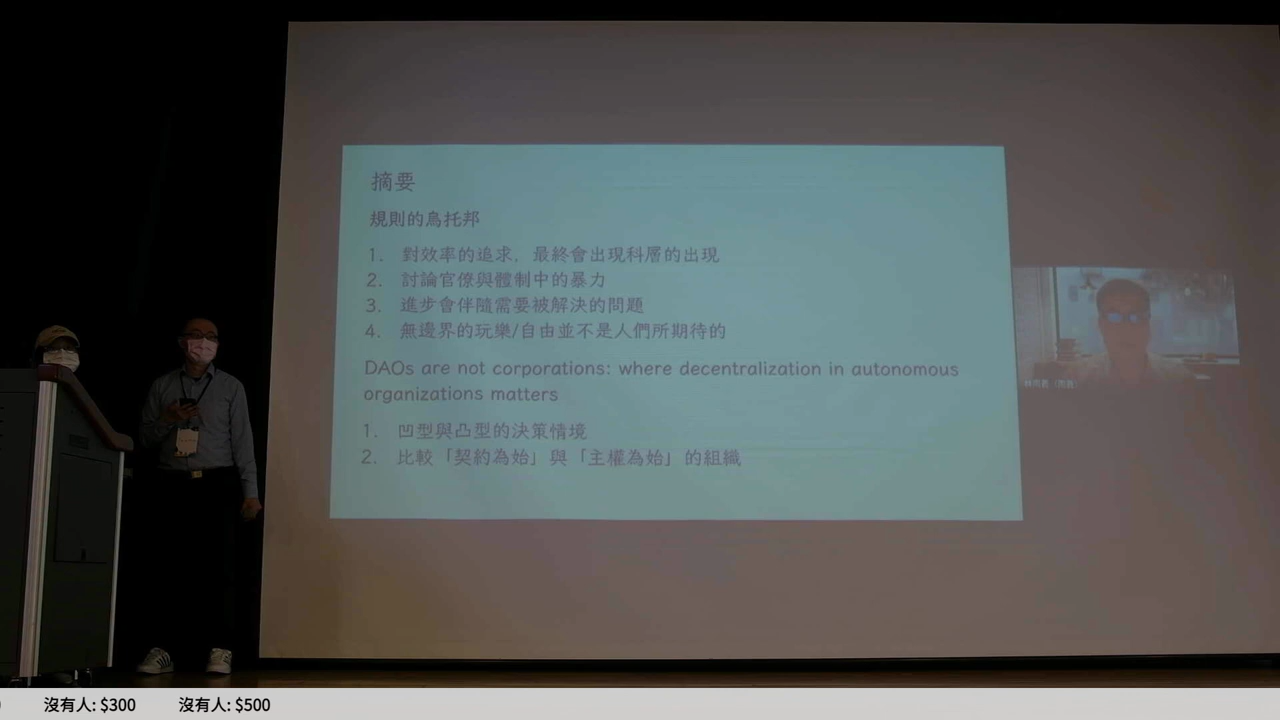 摘要
規則的烏托邦
1. 對效率的追求，最終會出現科層的出現
2. 討論官僚與體制中的暴力
3. 進步會伴隨需要被解決的問題
4. 無邊界的玩樂/自由並不是人們所期待的
DAOs are not corporations: where decentralization in autonomous
organizations matters
1. 凹型與凸型的決策情境
2. 比較「契約為始」與「主權為始」的組織
沒有人: $300 沒有人: $500